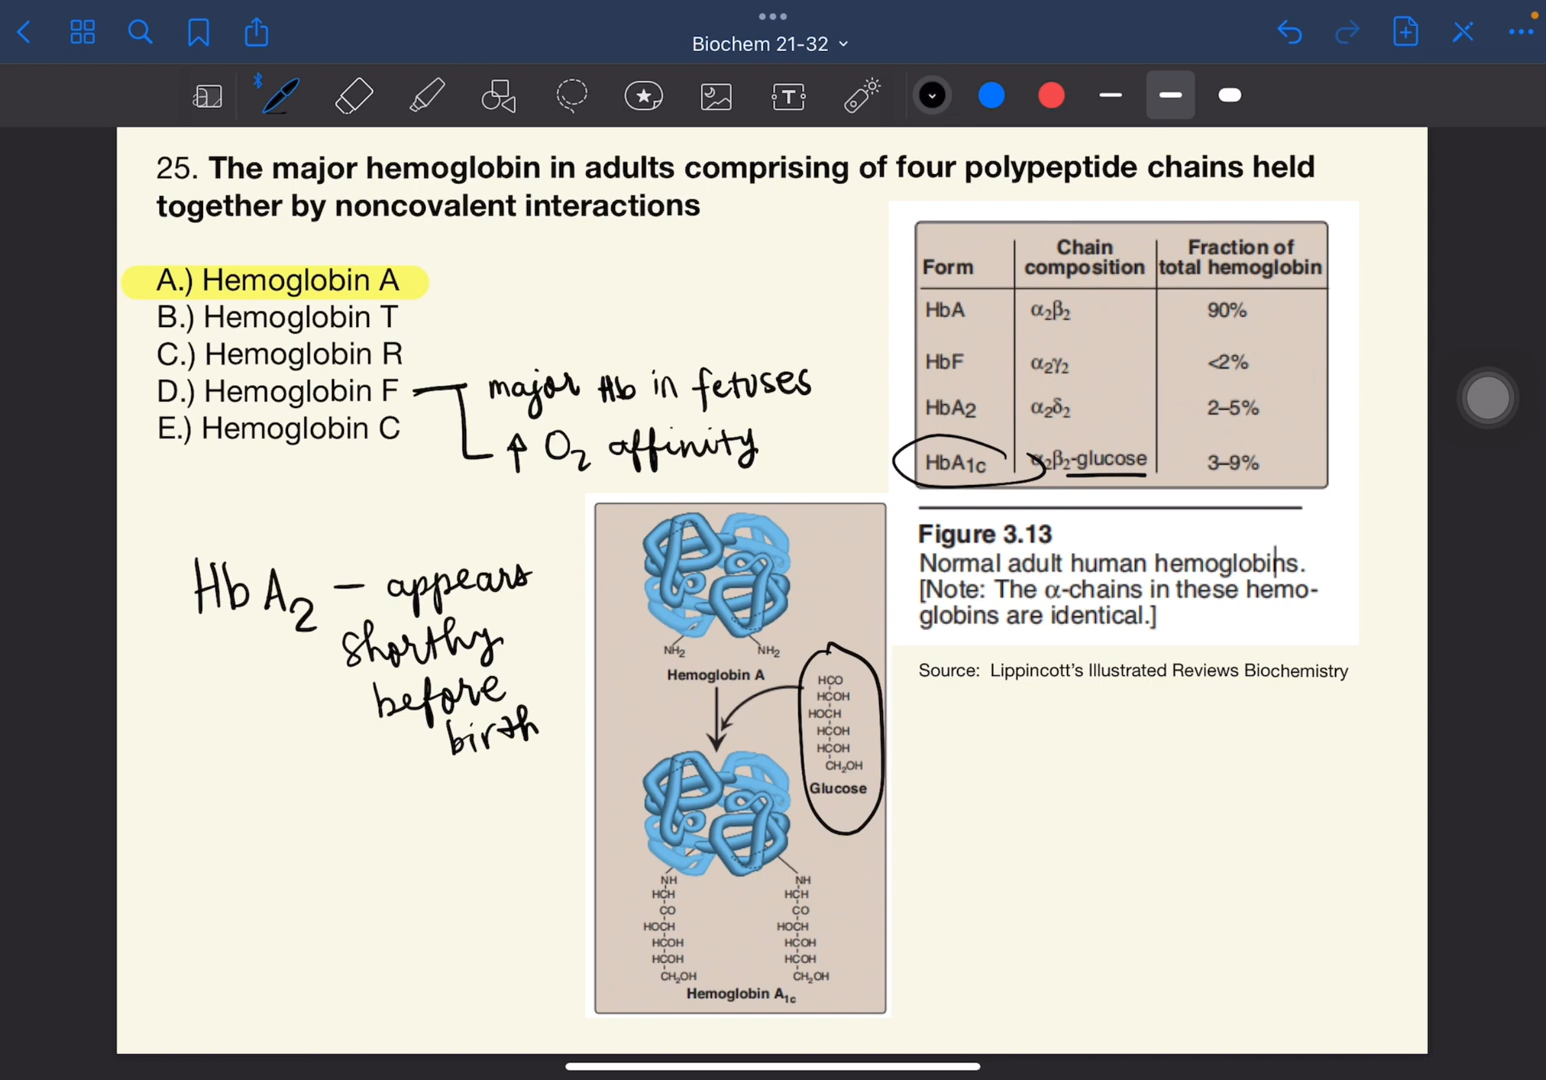 Biochem 21-32
25. The major hemoglobin in adults comprising of four polypeptide chains held
together by noncovalent interactions
A.) Hemoglobin A
B.) Hemoglobin T
C.) Hemoglobin R
D.) Hemoglobin F
E.) Hemoglobin C
major Hb in fetuses
↑ O₂ affinity
HbA₂ – appears
shorthy
before
birth
Form Chain composition Fraction of total hemoglobin
HbA α₂β₂ 90%
HbF α₂γ₂ <2%
HbA2 α₂δ₂ 2–5%
HbA1c α₂β₂-glucose 3–9%
Figure 3.13
Normal adult human hemoglobins.
[Note: The α-chains in these hemo-
globins are identical.]
Source: Lippincott's Illustrated Reviews Biochemistry
NH₂ NH₂
Hemoglobin A
HCO
HCOH
HOCH
HCOH
HCOH
CH₂OH
Glucose
NH NH
HCH HCH
CO CO
HOCH HOCH
HCOH HCOH
HCOH HCOH
CH₂OH CH₂OH
Hemoglobin A₁c